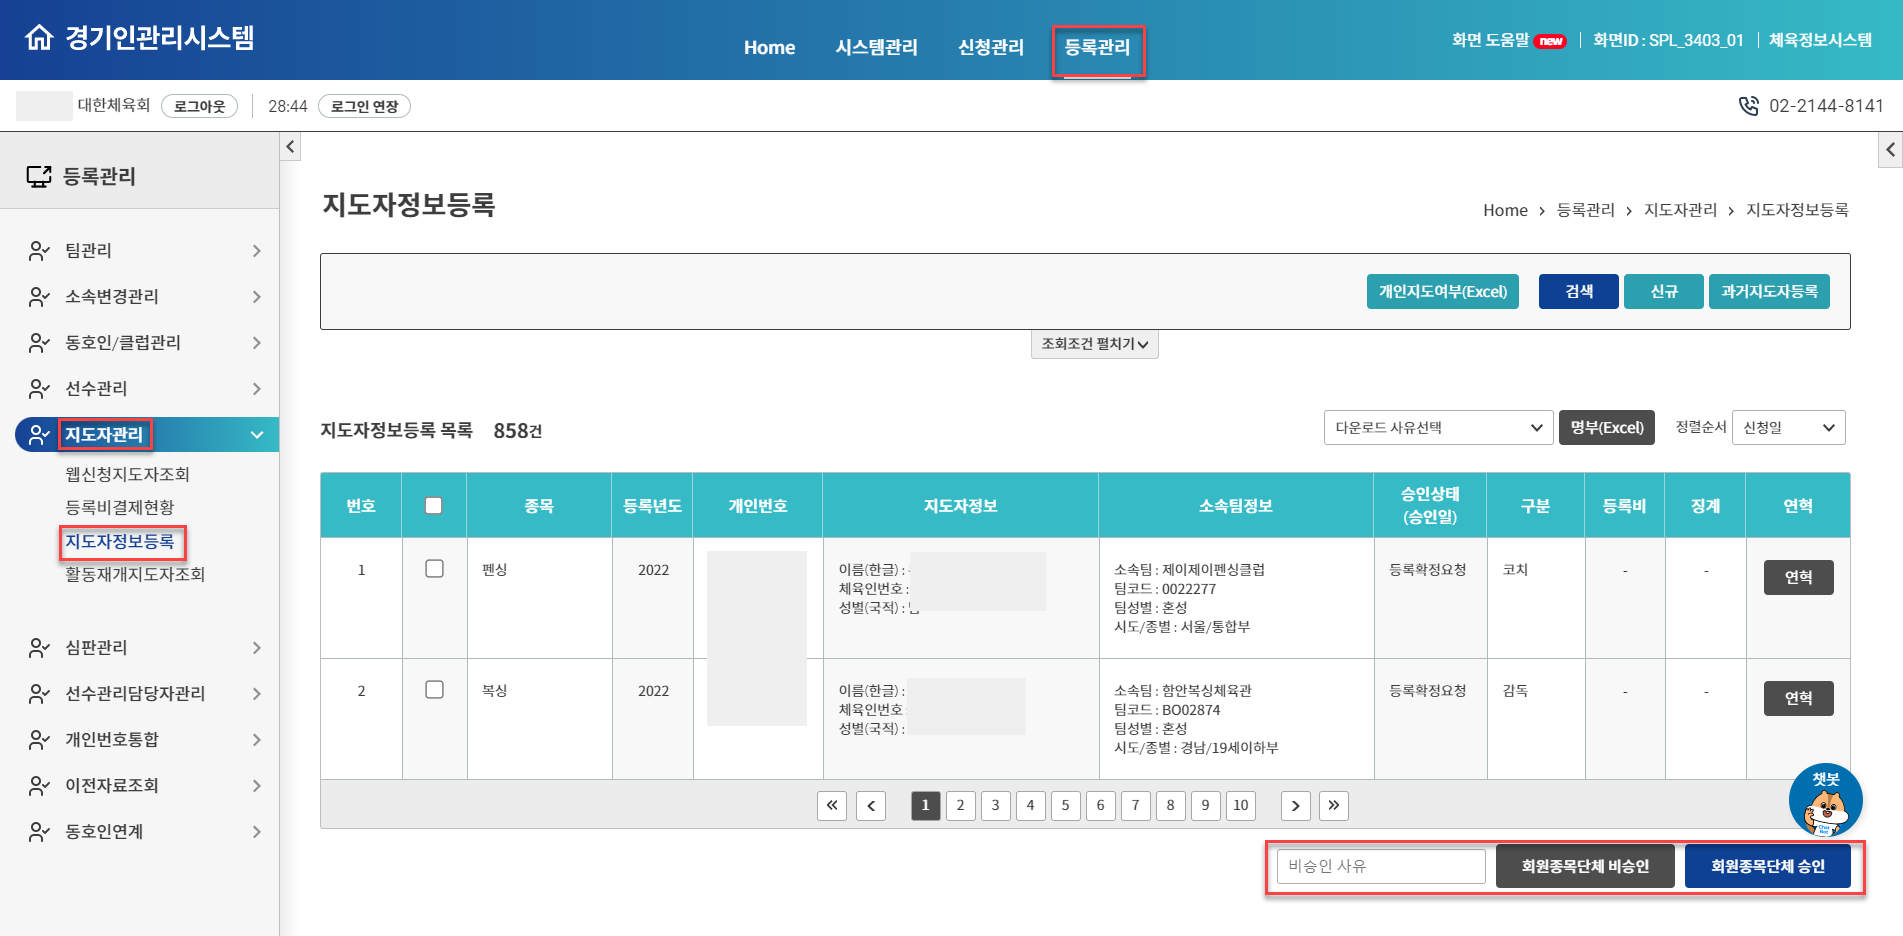 경기인관리시스템
Home 시스템관리 신청관리 등록관리
화면 도움말 new 화면ID : SPL_3403_01 체육정보시스템
대한체육회 로그아웃 28:44 로그인 연장
02-2144-8141
등록관리
팀관리
소속변경관리
동호인/클럽관리
선수관리
지도자관리
웹신청지도자조회
등록비결제현황
지도자정보등록
활동재개지도자조회
심판관리
선수관리담당자관리
개인번호통합
이전자료조회
동호인연계
지도자정보등록
Home > 등록관리 > 지도자관리 > 지도자정보등록
개인지도여부(Excel) 검색 신규 과거지도자등록
조회조건 펼치기
지도자정보등록 목록 858건
다운로드 사유선택 명부(Excel) 정렬순서 신청일
번호 종목 등록년도 개인번호 지도자정보 소속팀정보 승인상태 (승인일) 구분 등록비 징계 연혁
1 펜싱 2022
이름(한글) :
체육인번호 :
성별(국적) :
소속팀 : 제이제이펜싱클럽
팀코드 : 0022277
팀성별 : 혼성
시도/종별 : 서울/통합부
등록확정요청 코치 - - 연혁
2 복싱 2022
이름(한글) :
체육인번호 :
성별(국적) :
소속팀 : 함안복싱체육관
팀코드 : BO02874
팀성별 : 혼성
시도/종별 : 경남/19세이하부
등록확정요청 감독 - - 연혁
« < 1 2 3 4 5 6 7 8 9 10 > »
챗봇
비승인 사유 회원종목단체 비승인 회원종목단체 승인